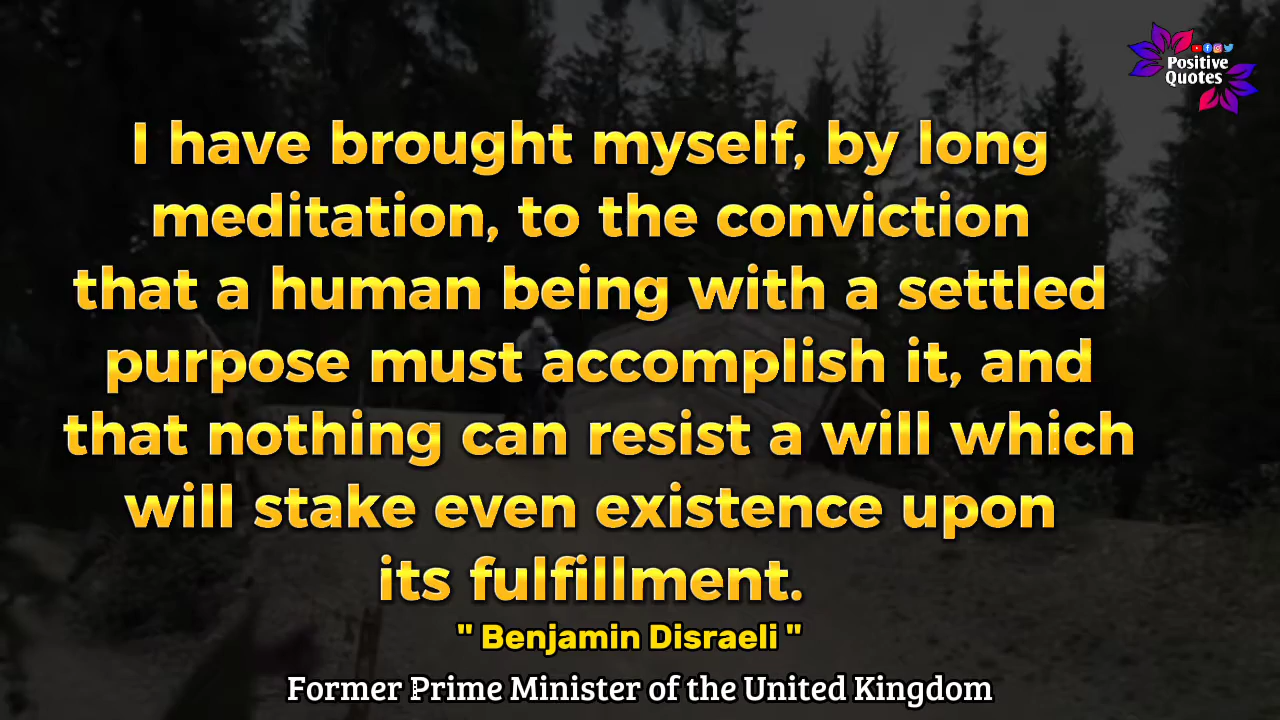 Positive
Quotes
I have brought myself, by long
meditation, to the conviction
that a human being with a settled
purpose must accomplish it, and
that nothing can resist a will which
will stake even existence upon
its fulfillment.
" Benjamin Disraeli "
Former Prime Minister of the United Kingdom